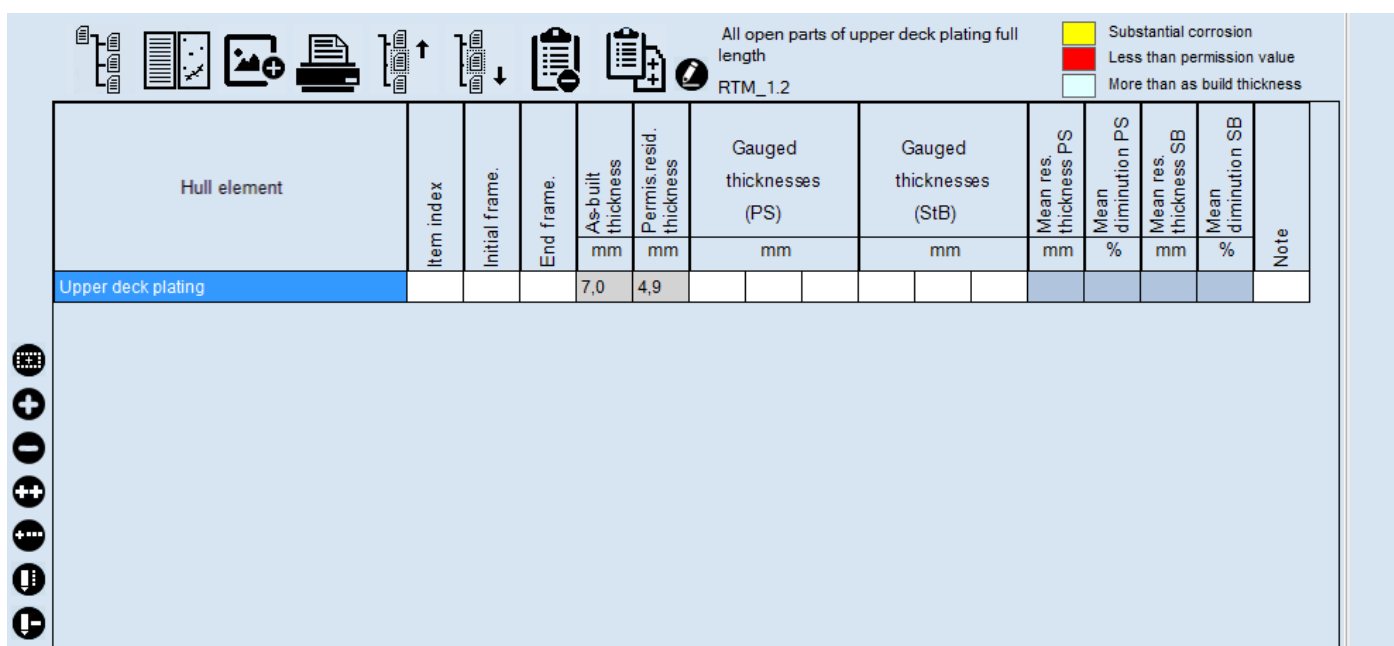 All open parts of upper deck plating full
length
RTM_1.2
Substantial corrosion
Less than permission value
More than as build thickness
Hull element
Item index
Initial frame.
End frame.
As-built
thickness
mm
Permis.resid.
thickness
mm
Gauged
thicknesses
(PS)
mm
Gauged
thicknesses
(StB)
mm
Mean res.
thickness PS
mm
Mean
diminution PS
%
Mean res.
thickness SB
mm
Mean
diminution SB
%
Note
Upper deck plating 7,0 4,9